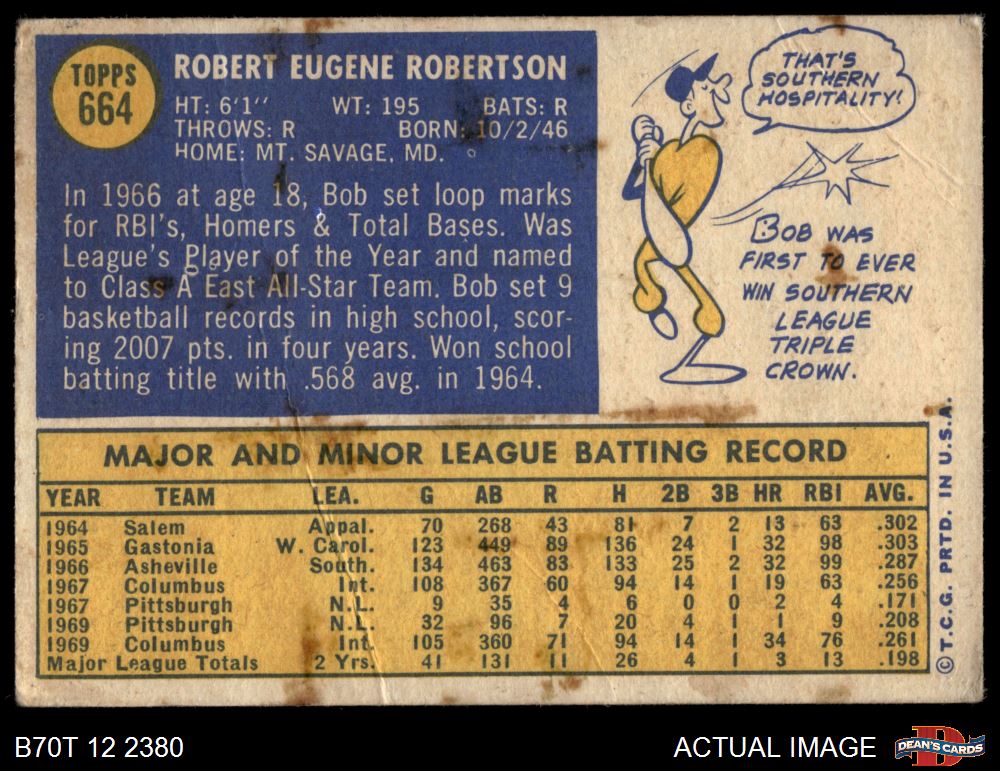 TOPPS
664
ROBERT EUGENE ROBERTSON
HT: 6'1" WT: 195 BATS: R
THROWS: R BORN: 10/2/46
HOME: MT. SAVAGE, MD.
In 1966 at age 18, Bob set loop marks
for RBI's, Homers & Total Bases. Was
League's Player of the Year and named
to Class A East All-Star Team. Bob set 9
basketball records in high school, scor-
ing 2007 pts. in four years. Won school
batting title with .568 avg. in 1964.
THAT'S
SOUTHERN
HOSPITALITY!
BOB WAS
FIRST TO EVER
WIN SOUTHERN
LEAGUE
TRIPLE
CROWN.
MAJOR AND MINOR LEAGUE BATTING RECORD
YEAR TEAM LEA. G AB R H 2B 3B HR RBI AVG.
1964 Salem Appal. 70 268 43 81 7 2 13 63 .302
1965 Gastonia W. Carol. 123 449 89 136 24 1 32 98 .303
1966 Asheville South. 134 463 83 133 25 2 32 99 .287
1967 Columbus Int. 108 367 60 94 14 1 19 63 .256
1967 Pittsburgh N.L. 9 35 4 6 0 0 2 4 .171
1969 Pittsburgh N.L. 32 96 7 20 4 1 1 9 .208
1969 Columbus Int. 105 360 71 94 14 1 34 76 .261
Major League Totals 2 Yrs. 41 131 11 26 4 1 3 13 .198
©T.C.G. PRTD. IN U.S.A.
B70T 12 2380
ACTUAL IMAGE
DEAN'S CARDS